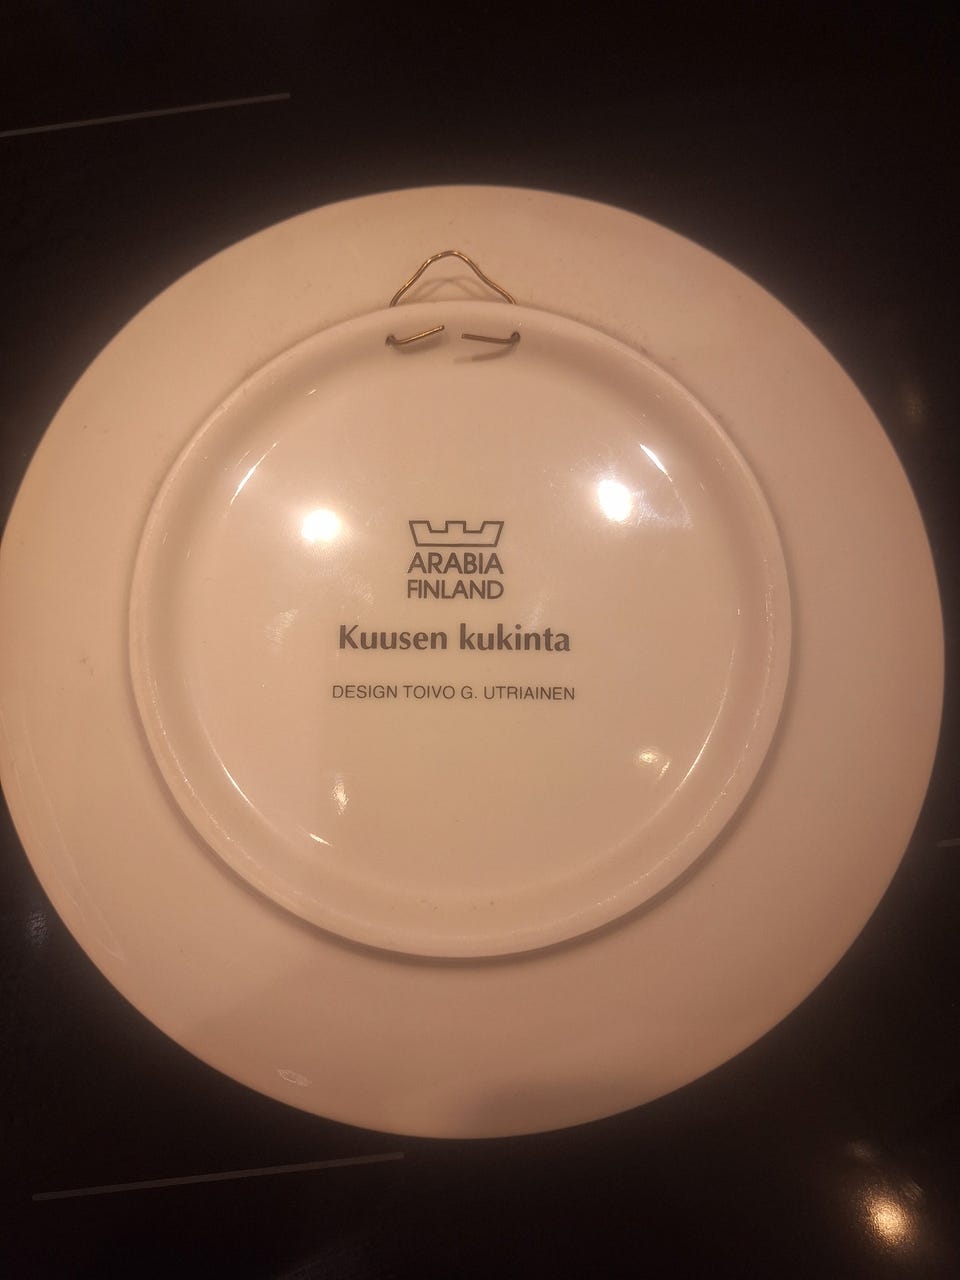 ARABIA
FINLAND
Kuusen kukinta
DESIGN TOIVO G. UTRIAINEN